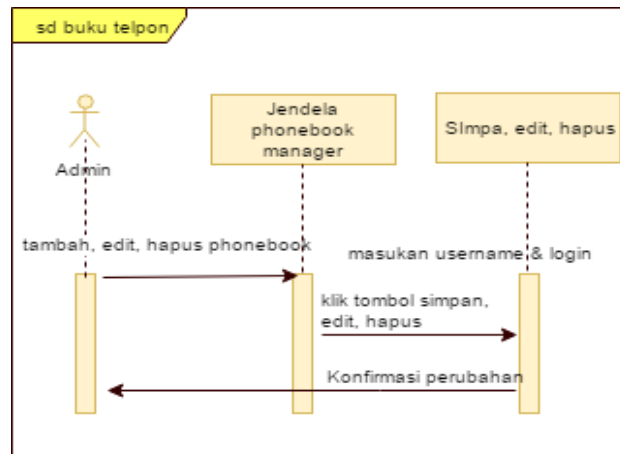 sd buku telpon
Jendela
phonebook
manager
SImpa, edit, hapus
Admin
tambah, edit, hapus phonebook
masukan username & login
klik tombol simpan,
edit, hapus
Konfirmasi perubahan